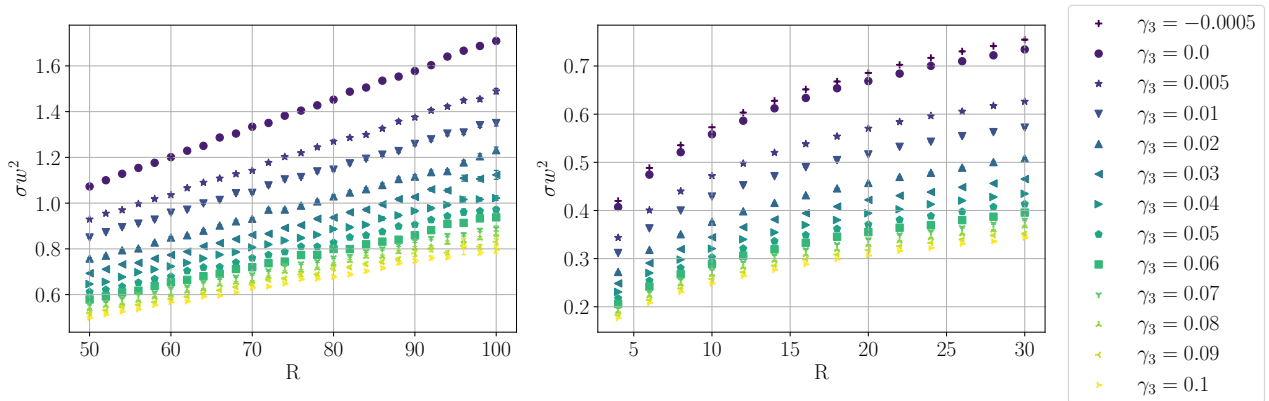 1.6
1.4
1.2
1.0
0.8
0.6
σw²
50 60 70 80 90 100
R
0.7
0.6
0.5
0.4
0.3
0.2
σw²
5 10 15 20 25 30
R
γ₃ = −0.0005
γ₃ = 0.0
γ₃ = 0.005
γ₃ = 0.01
γ₃ = 0.02
γ₃ = 0.03
γ₃ = 0.04
γ₃ = 0.05
γ₃ = 0.06
γ₃ = 0.07
γ₃ = 0.08
γ₃ = 0.09
γ₃ = 0.1